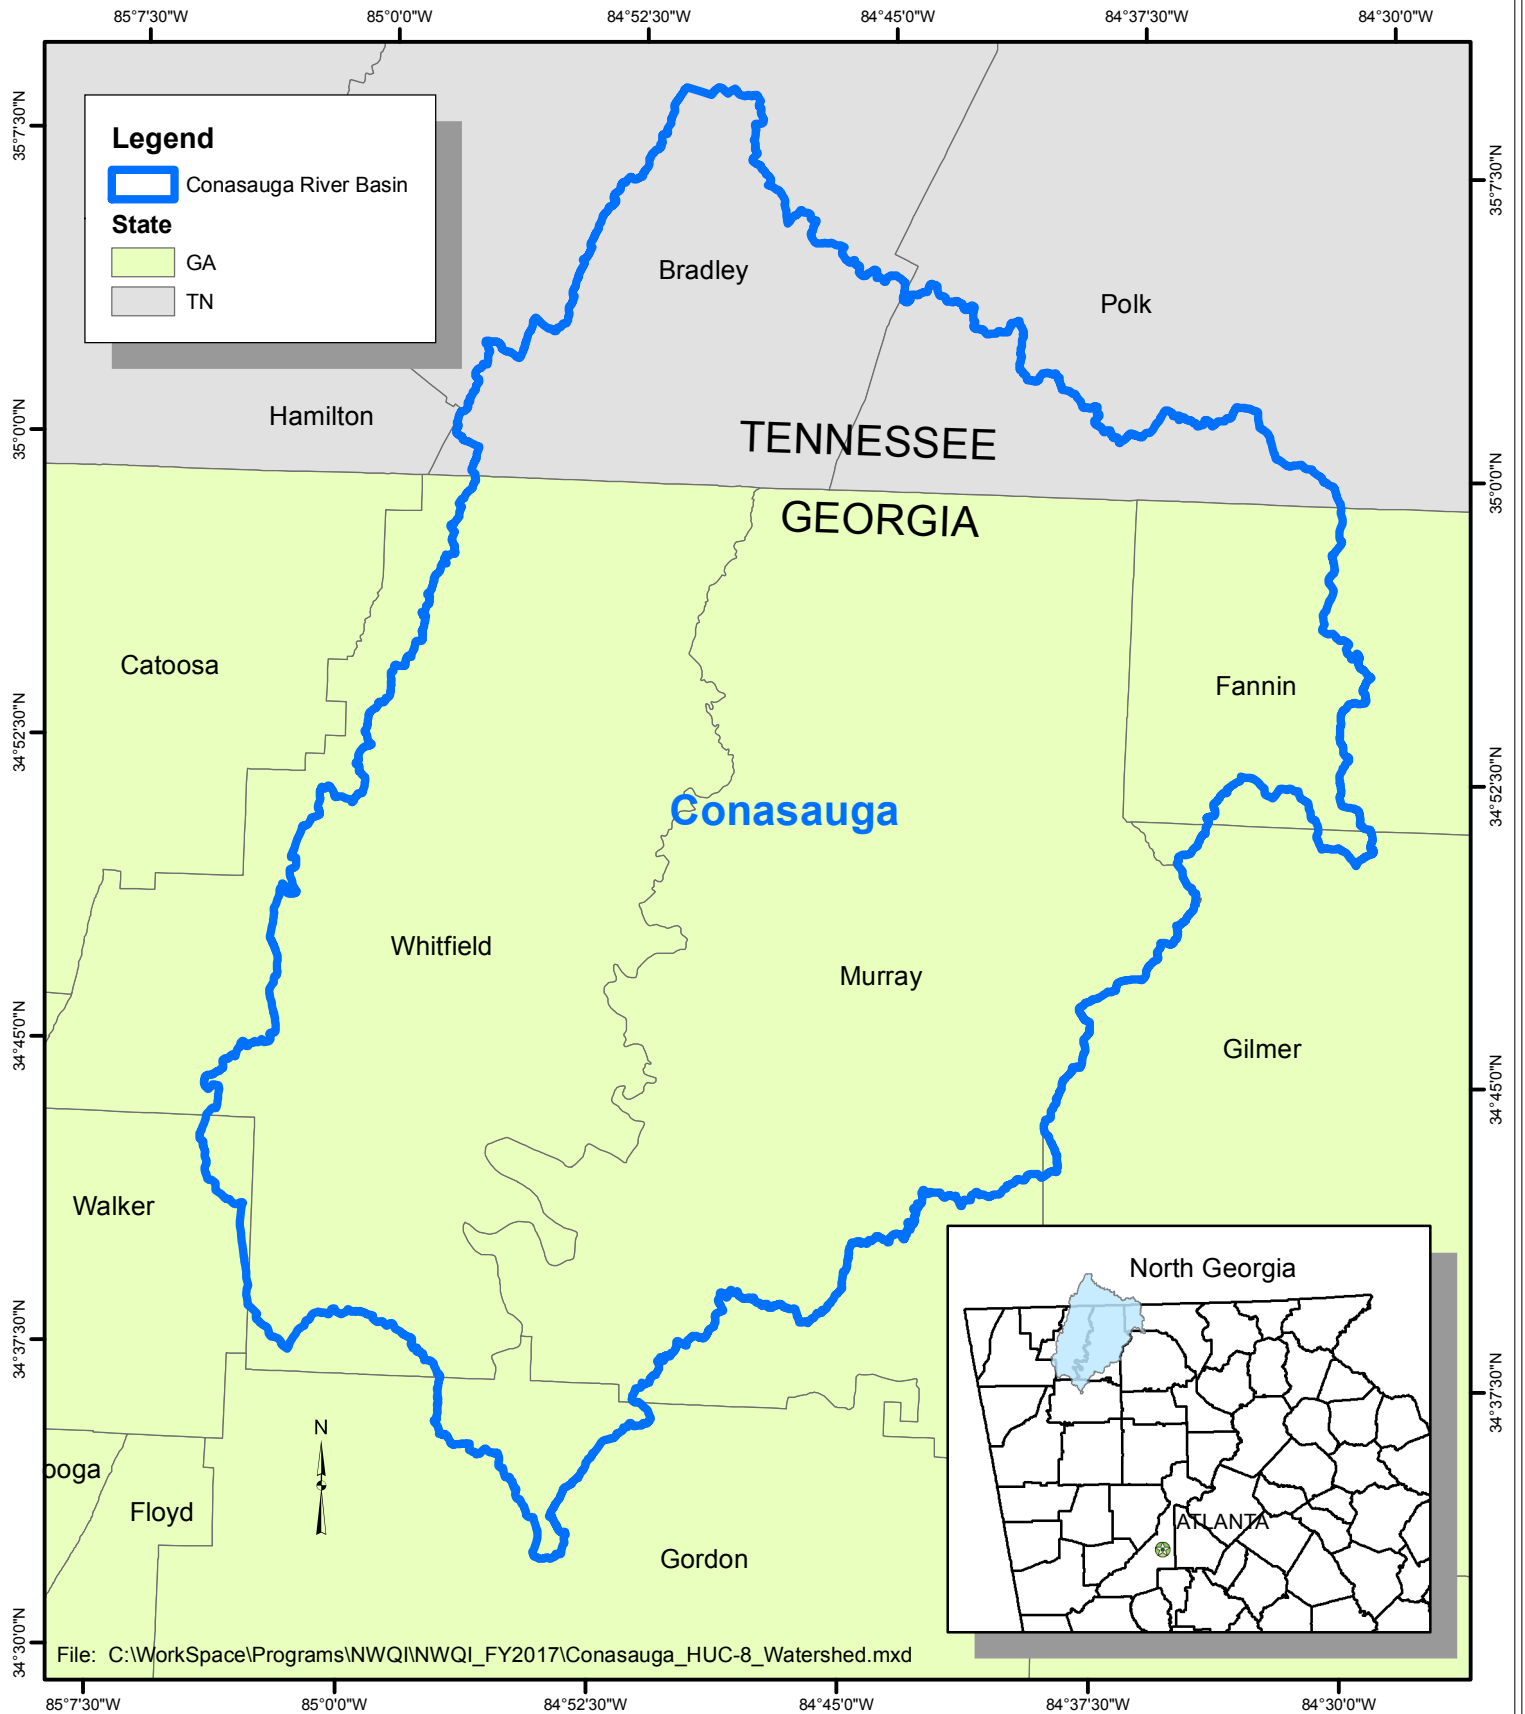 85°7'30"W 85°0'0"W 84°52'30"W 84°45'0"W 84°37'30"W 84°30'0"W
35°7'30"N
35°7'30"N
Legend
Conasauga River Basin
State
GA
TN
Bradley
Polk
Hamilton
35°0'0"N
TENNESSEE
35°0'0"N
GEORGIA
Catoosa
Fannin
34°52'30"N
34°52'30"N
Conasauga
Whitfield
Murray
34°45'0"N
Gilmer
34°45'0"N
Walker
North Georgia
34°37'30"N
34°37'30"N
N
ooga
Floyd
ATLANTA
Gordon
34°30'0"N
File: C:\WorkSpace\Programs\NWQI\NWQI_FY2017\Conasauga_HUC-8_Watershed.mxd
85°7'30"W 85°0'0"W 84°52'30"W 84°45'0"W 84°37'30"W 84°30'0"W